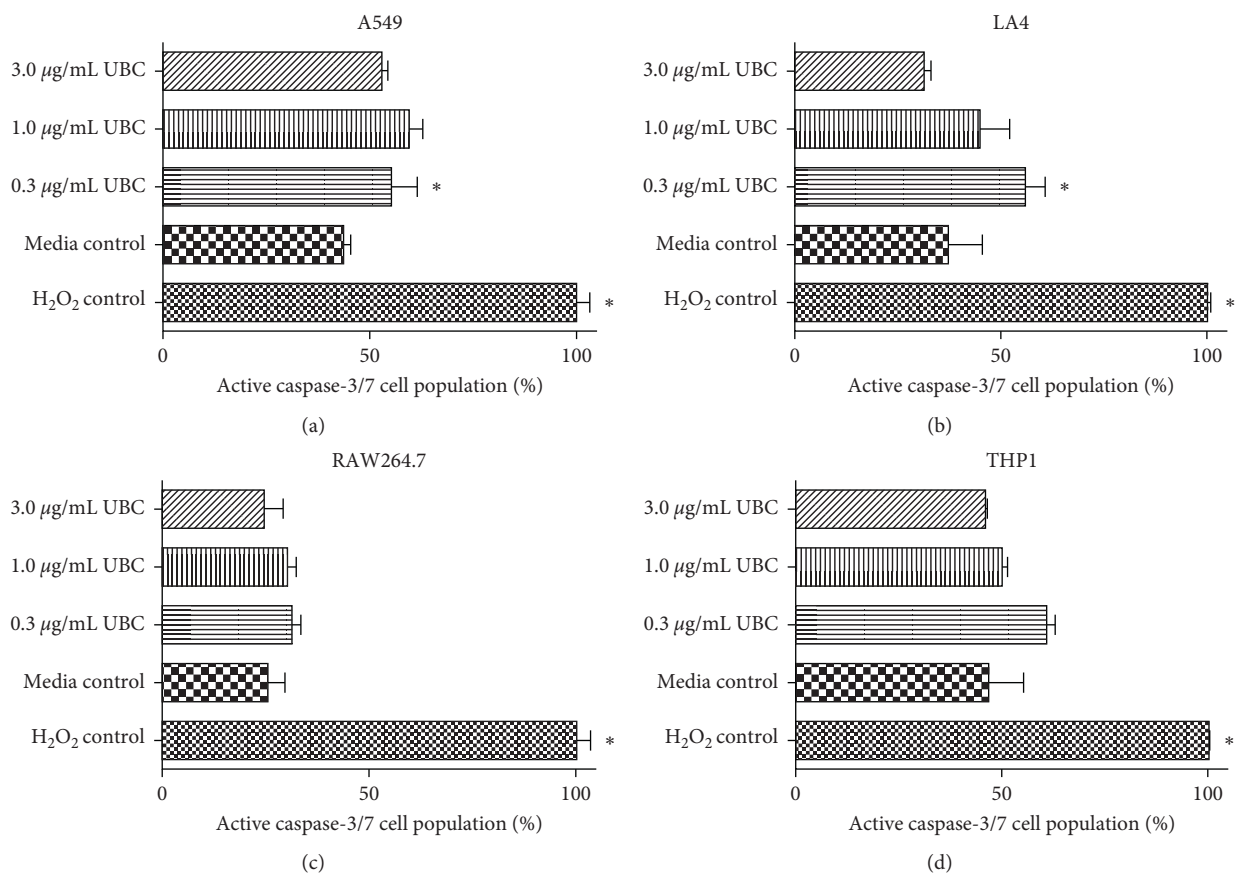 A549
3.0 μg/mL UBC
1.0 μg/mL UBC
0.3 μg/mL UBC
*
Media control
H₂O₂ control
*
0
50
100
Active caspase-3/7 cell population (%)
(a)
LA4
3.0 μg/mL UBC
1.0 μg/mL UBC
0.3 μg/mL UBC
*
Media control
H₂O₂ control
*
0
50
100
Active caspase-3/7 cell population (%)
(b)
RAW264.7
3.0 μg/mL UBC
1.0 μg/mL UBC
0.3 μg/mL UBC
Media control
H₂O₂ control
*
0
50
100
Active caspase-3/7 cell population (%)
(c)
THP1
3.0 μg/mL UBC
1.0 μg/mL UBC
0.3 μg/mL UBC
Media control
H₂O₂ control
*
0
50
100
Active caspase-3/7 cell population (%)
(d)